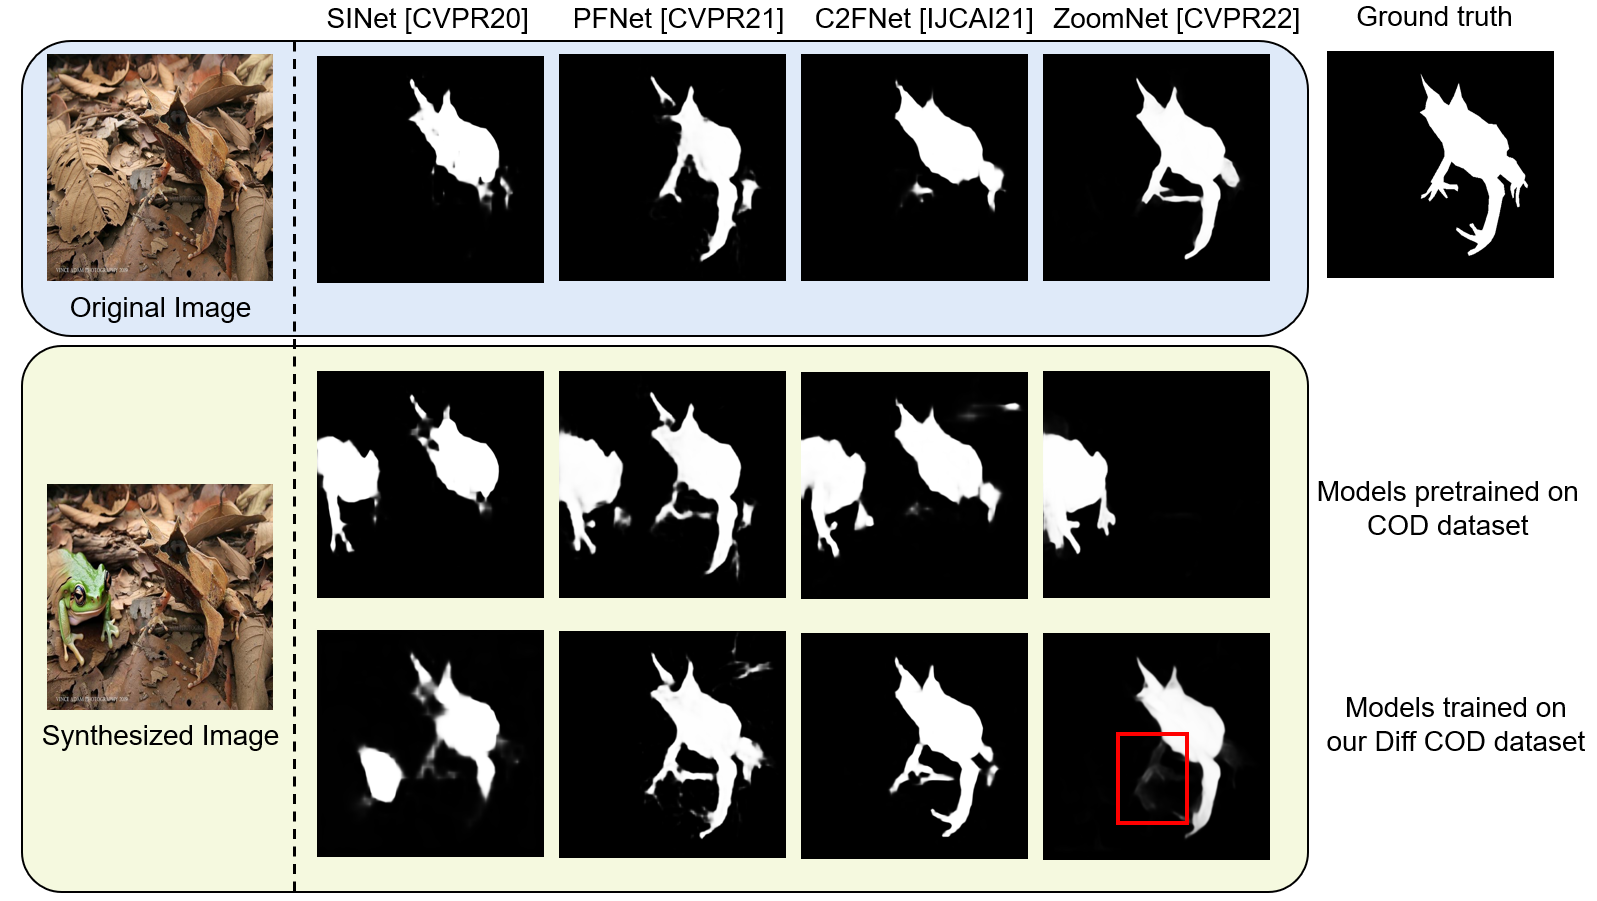 SINet [CVPR20]
PFNet [CVPR21]
C2FNet [IJCAI21]
ZoomNet [CVPR22]
Ground truth
Original Image
Models pretrained on
COD dataset
Synthesized Image
Models trained on
our Diff COD dataset